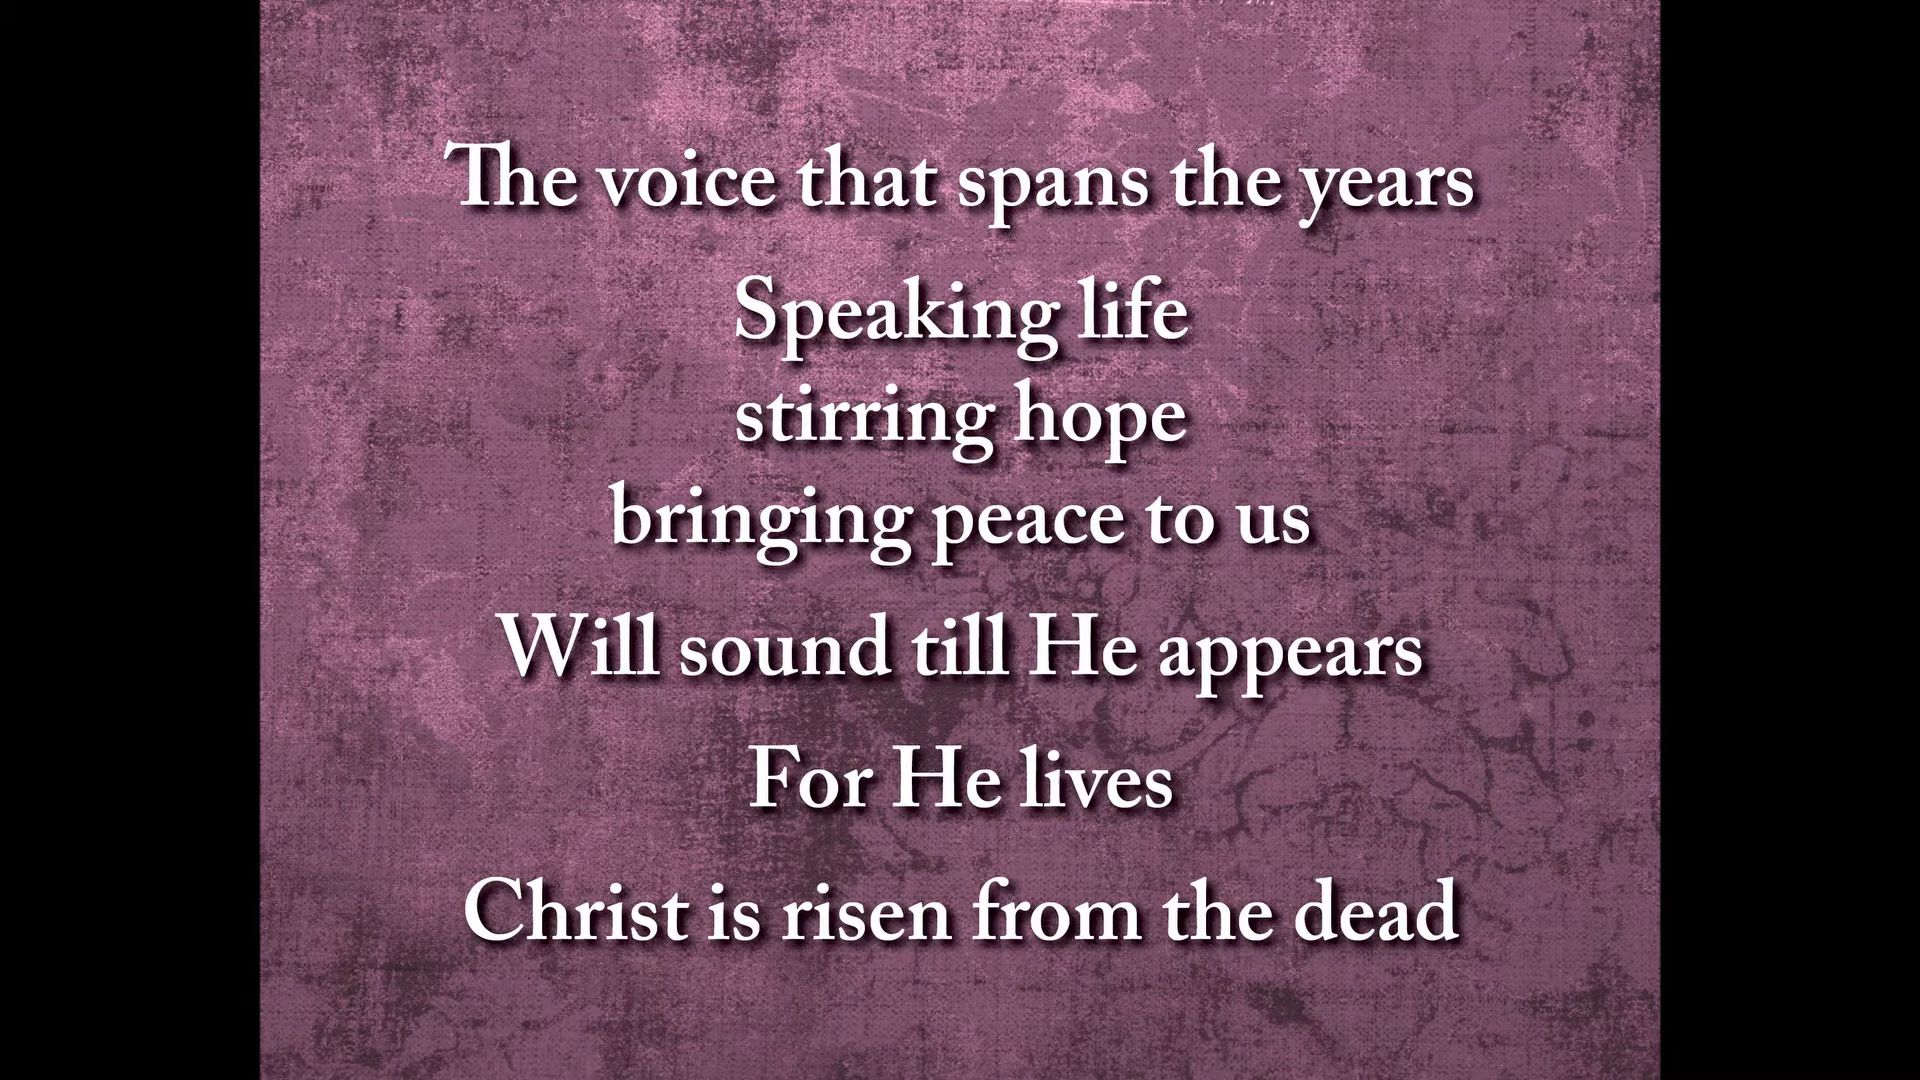 The voice that spans the years
Speaking life
stirring hope
bringing peace to us
Will sound till He appears
For He lives
Christ is risen from the dead